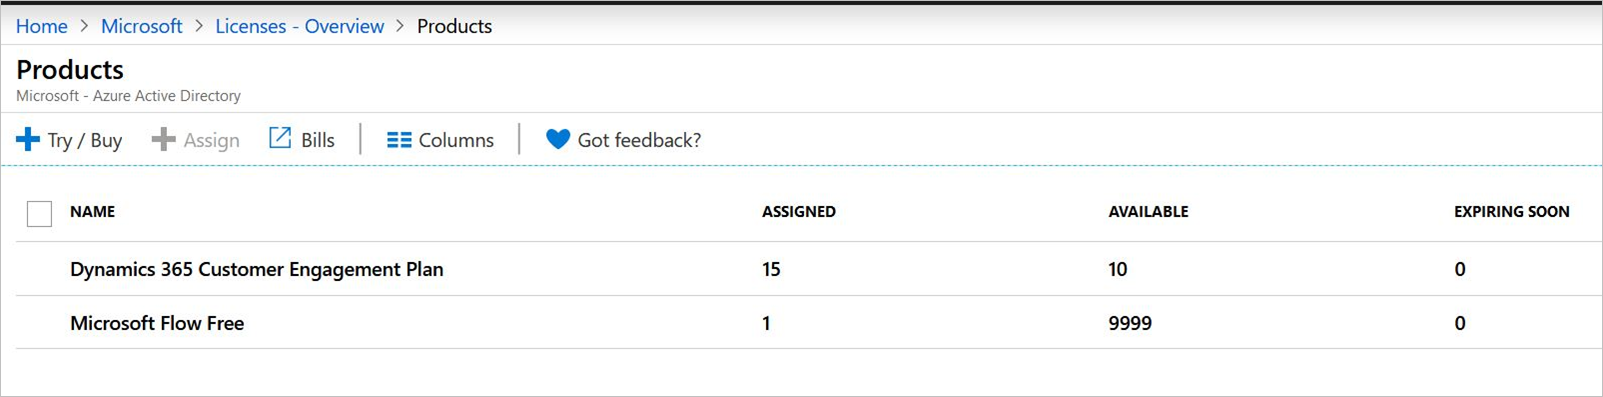 Home > Microsoft > Licenses - Overview > Products
Products
Microsoft - Azure Active Directory
Try / Buy Assign Bills Columns Got feedback?
NAME ASSIGNED AVAILABLE EXPIRING SOON
Dynamics 365 Customer Engagement Plan 15 10 0
Microsoft Flow Free 1 9999 0